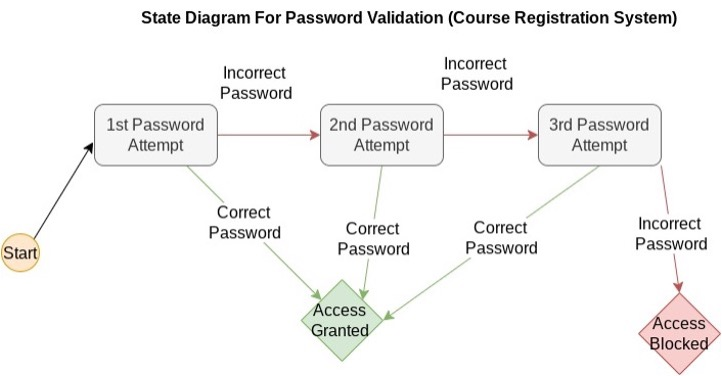 State Diagram For Password Validation (Course Registration System)
Incorrect
Password
Incorrect
Password
1st Password
Attempt
2nd Password
Attempt
3rd Password
Attempt
Correct
Password
Correct
Password
Correct
Password
Incorrect
Password
Start
Access
Granted
Access
Blocked